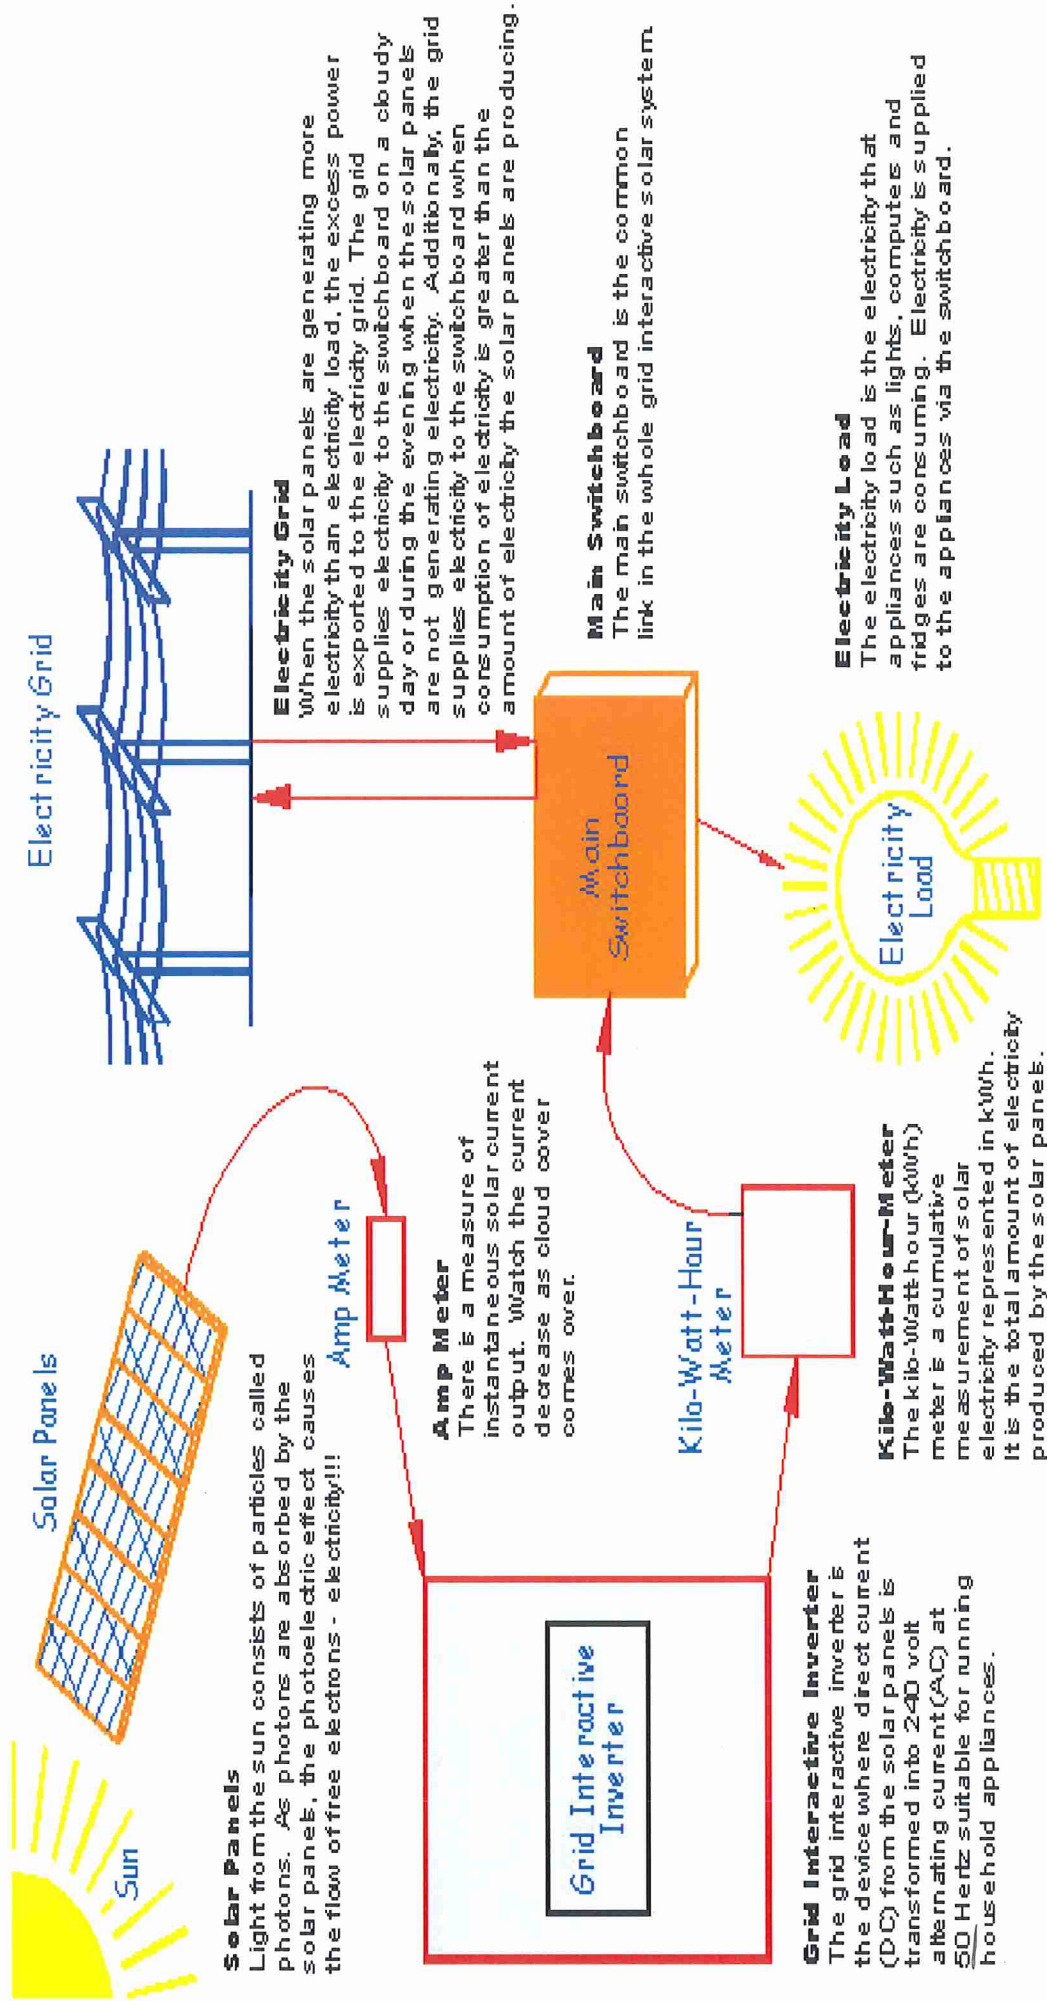 Sun
Solar Panels
Electricity Grid
Solar Panels
Light from the sun consists of particles called
photons. As photons are absorbed by the
solar panels, the photoelectric effect causes
the flow of free electrons - electricity!!!
Amp Meter
Amp Meter
There is a measure of
instantaneous solar current
output. Watch the current
decrease as cloud cover
comes over.
Electricity Grid
When the solar panels are generating more
electricity than an electricity load, the excess power
is exported to the electricity grid. The grid
supplies electricity to the switchboard on a cloudy
day or during the evening when the solar panels
are not generating electricity. Additionally, the grid
supplies electricity to the switchboard when
consumption of electricity is greater than the
amount of electricity the solar panels are producing.
Grid Interactive
Inverter
Main
Switchbaord
Main Switchboard
The main switchboard is the common
link in the whole grid interactive solar system.
Kilo-Watt-Hour
Meter
Grid Interactive Inverter
The grid interactive inverter is
the device where direct current
(DC) from the solar panels is
transformed into 240 volt
alternating current (AC) at
50 Hertz suitable for running
household appliances.
Kilo-Watt-Hour-Meter
The kilo-Watt-hour (kWh)
meter is a cumulative
measurement of solar
electricity represented in kWh.
It is the total amount of electricity
produced by the solar panels.
Electricity
Load
Electricity Load
The electricity load is the electricity that
appliances such as lights, computes and
fridges are consuming. Electricity is supplied
to the appliances via the switchboard.